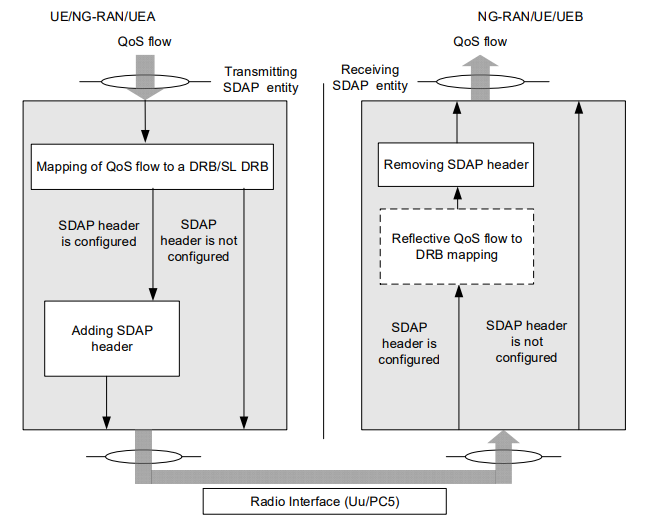 UE/NG-RAN/UEA
QoS flow
Transmitting
SDAP entity
Mapping of QoS flow to a DRB/SL DRB
SDAP header
is configured
SDAP
header is not
configured
Adding SDAP
header
NG-RAN/UE/UEB
QoS flow
Receiving
SDAP entity
Removing SDAP header
Reflective QoS flow to
DRB mapping
SDAP
header is
configured
SDAP header
is not
configured
Radio Interface (Uu/PC5)